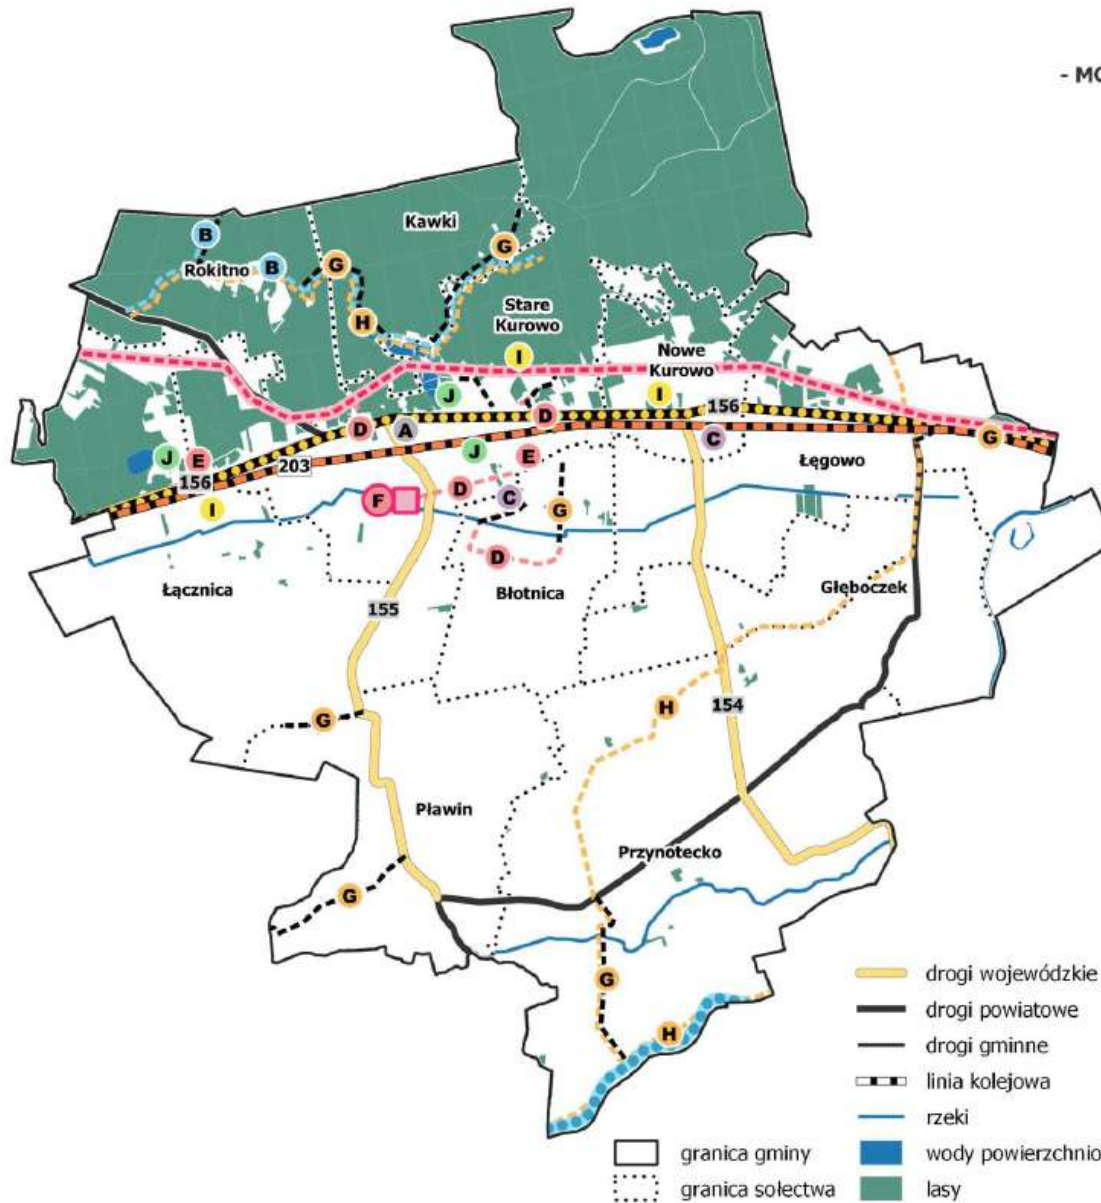 - MO
B
Kawki
G
Rokitno
B
G
Stare
Kurowo
H
I
Nowe
Kurowo
J
I
156
D
D
A
C
G
J
E
J
E
Łęgowo
203
156
D
C
F
I
G
D
Łącznica
Błotnica
Głęboczek
155
H
154
G
Pławin
Przynotecko
G
G
H
drogi wojewódzkie
drogi powiatowe
drogi gminne
linia kolejowa
rzeki
granica gminy
wody powierzchnio
granica sołectwa
lasy